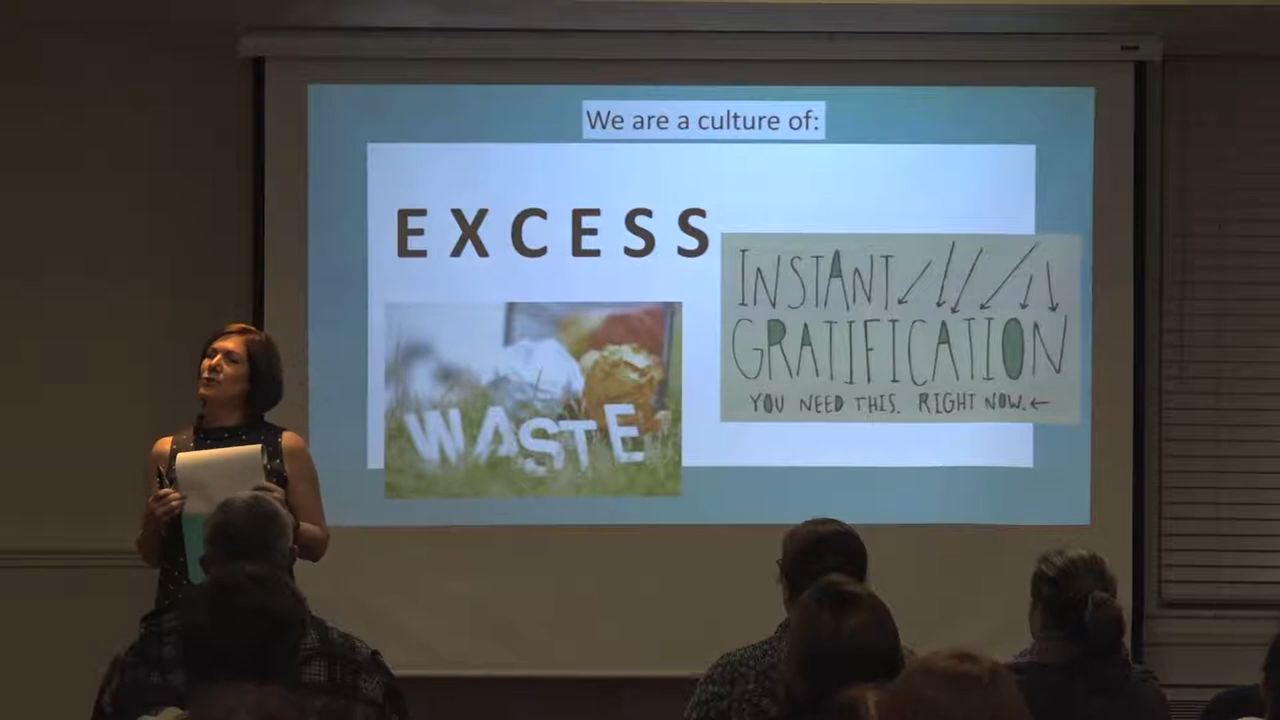 We are a culture of:
EXCESS
INSTANT
GRATIFICATION
YOU NEED THIS. RIGHT NOW.
WASTE